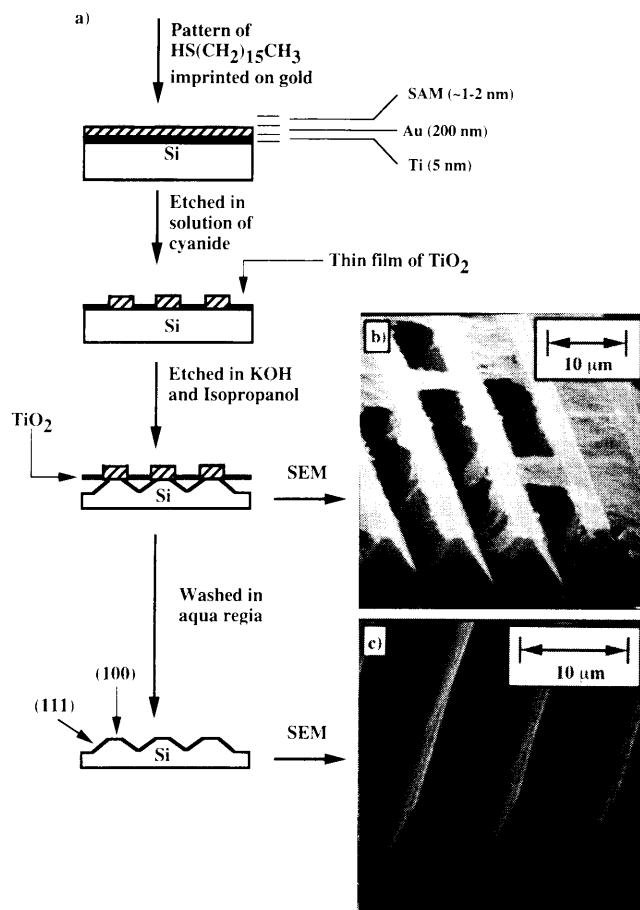 a)
Pattern of
HS(CH2)15CH3
imprinted on gold
SAM (~1-2 nm)
Au (200 nm)
Ti (5 nm)
Si
Etched in
solution of
cyanide
Thin film of TiO2
Si
Etched in KOH
and Isopropanol
TiO2
Si
SEM
b)
10 μm
Washed in
aqua regia
(100)
(111)
Si
SEM
c)
10 μm